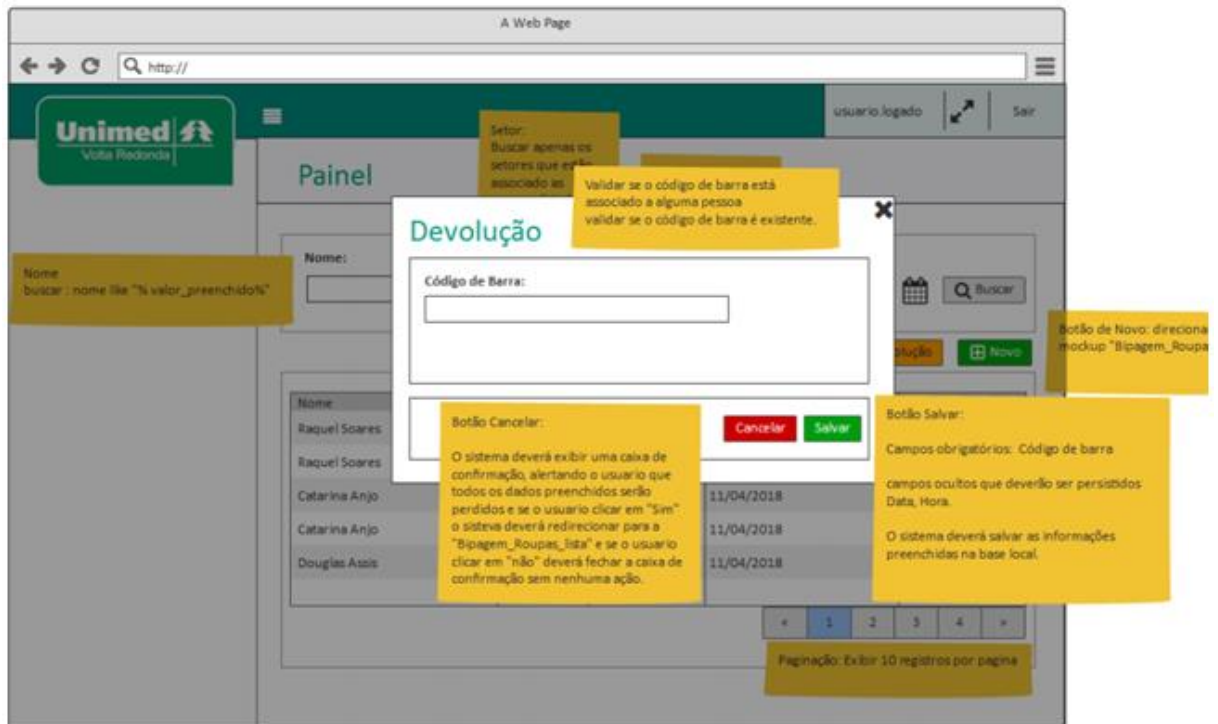 A Web Page
http://
Unimed
Volta Redonda
usuario.logado
Sair
Painel
Setor:
Buscar apenas os
setores que estão
associado as
Validar se o código de barra está
associado a alguma pessoa
validar se o código de barra é existente.
Devolução
Nome:
Código de Barra:
Nome
buscar : nome like "% valor_preenchido%"
Buscar
Botão de Novo: direciona
mockup "Bipagem_Roupa
Novo
Cancelar
Salvar
Nome
Raquel Soares
Raquel Soares
Catarina Anjo
11/04/2018
Catarina Anjo
11/04/2018
Douglas Assis
11/04/2018
Botão Cancelar:
O sistema deverá exibir uma caixa de
confirmação, alertando o usuario que
todos os dados preenchidos serão
perdidos e se o usuario clicar em "Sim"
o sisteva deverá redirecionar para a
"Bipagem_Roupas_lista" e se o usuario
clicar em "não" deverá fechar a caixa de
confirmação sem nenhuma ação.
Botão Salvar:
Campos obrigatórios: Código de barra
campos ocultos que deverão ser persistidos
Data, Hora.
O sistema deverá salvar as informações
preenchidas na base local.
« 1 2 3 4 »
Paginação: Exibir 10 registros por pagina